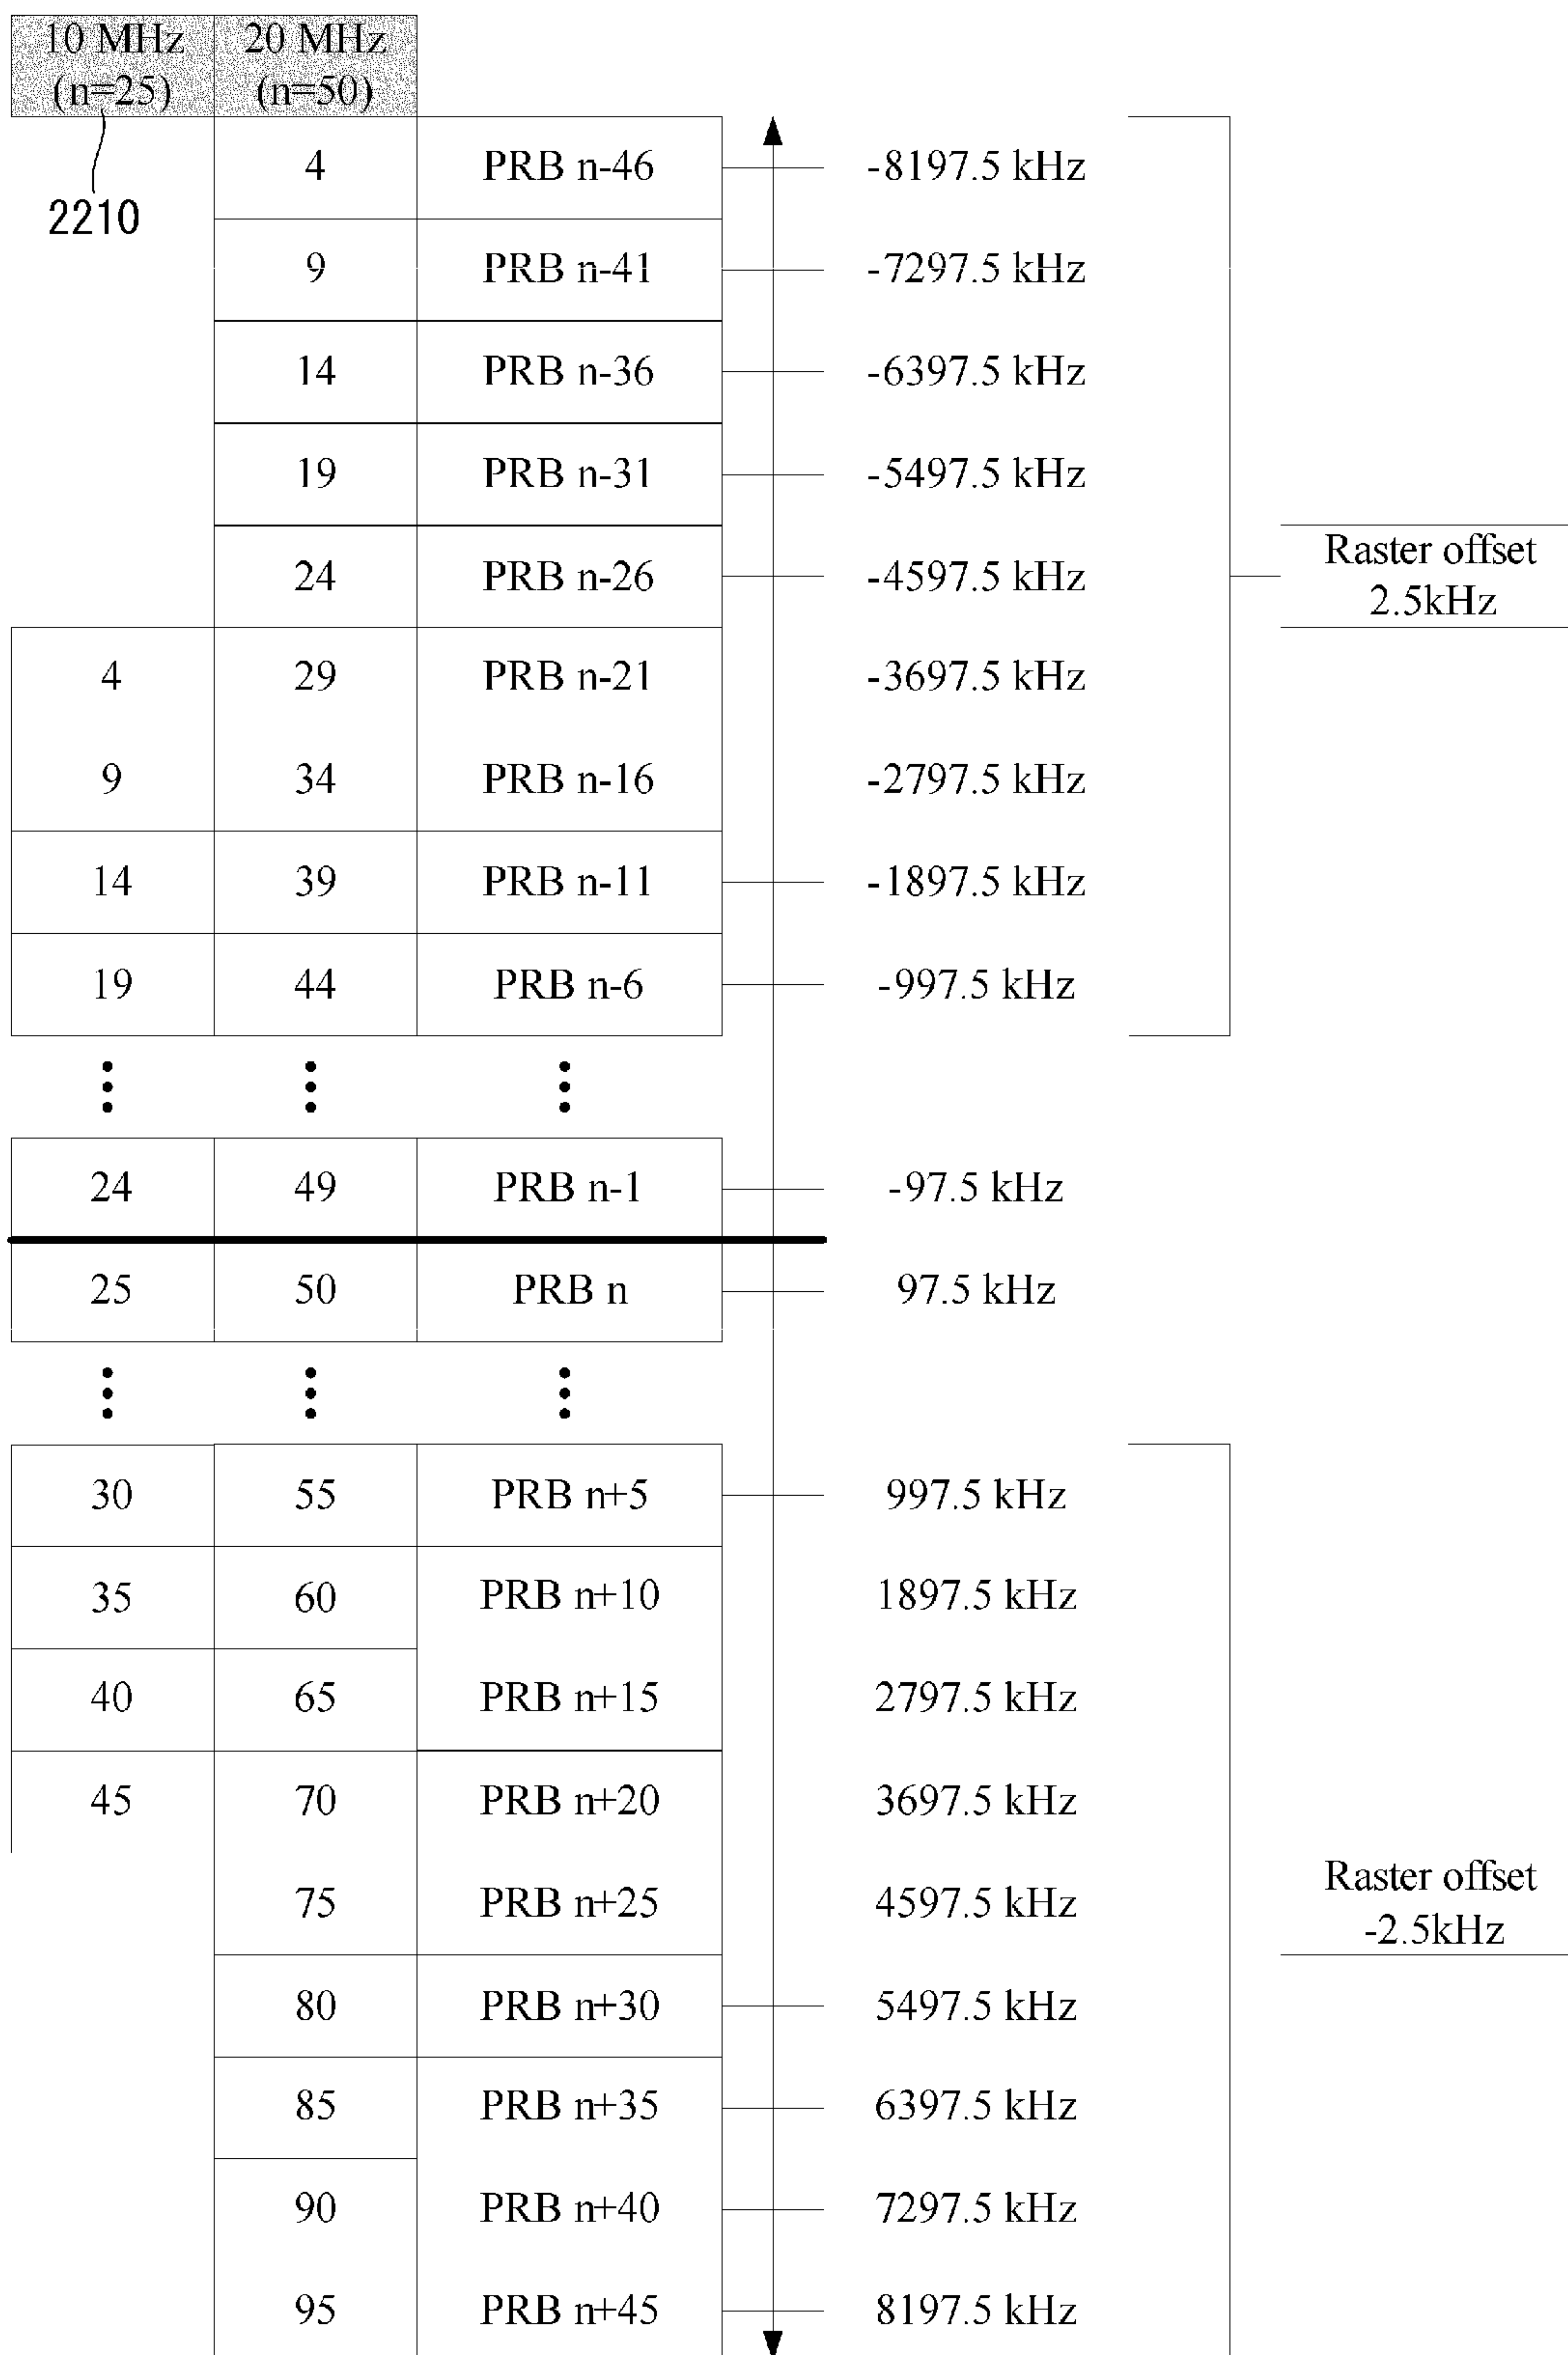 10 MHz 20 MHz
(n=25) (n=50)
2210
4 PRB n-46 -8197.5 kHz
9 PRB n-41 -7297.5 kHz
14 PRB n-36 -6397.5 kHz
19 PRB n-31 -5497.5 kHz
24 PRB n-26 -4597.5 kHz
Raster offset
2.5kHz
4 29 PRB n-21 -3697.5 kHz
9 34 PRB n-16 -2797.5 kHz
14 39 PRB n-11 -1897.5 kHz
19 44 PRB n-6 -997.5 kHz
24 49 PRB n-1 -97.5 kHz
25 50 PRB n 97.5 kHz
30 55 PRB n+5 997.5 kHz
35 60 PRB n+10 1897.5 kHz
40 65 PRB n+15 2797.5 kHz
45 70 PRB n+20 3697.5 kHz
75 PRB n+25 4597.5 kHz
Raster offset
-2.5kHz
80 PRB n+30 5497.5 kHz
85 PRB n+35 6397.5 kHz
90 PRB n+40 7297.5 kHz
95 PRB n+45 8197.5 kHz